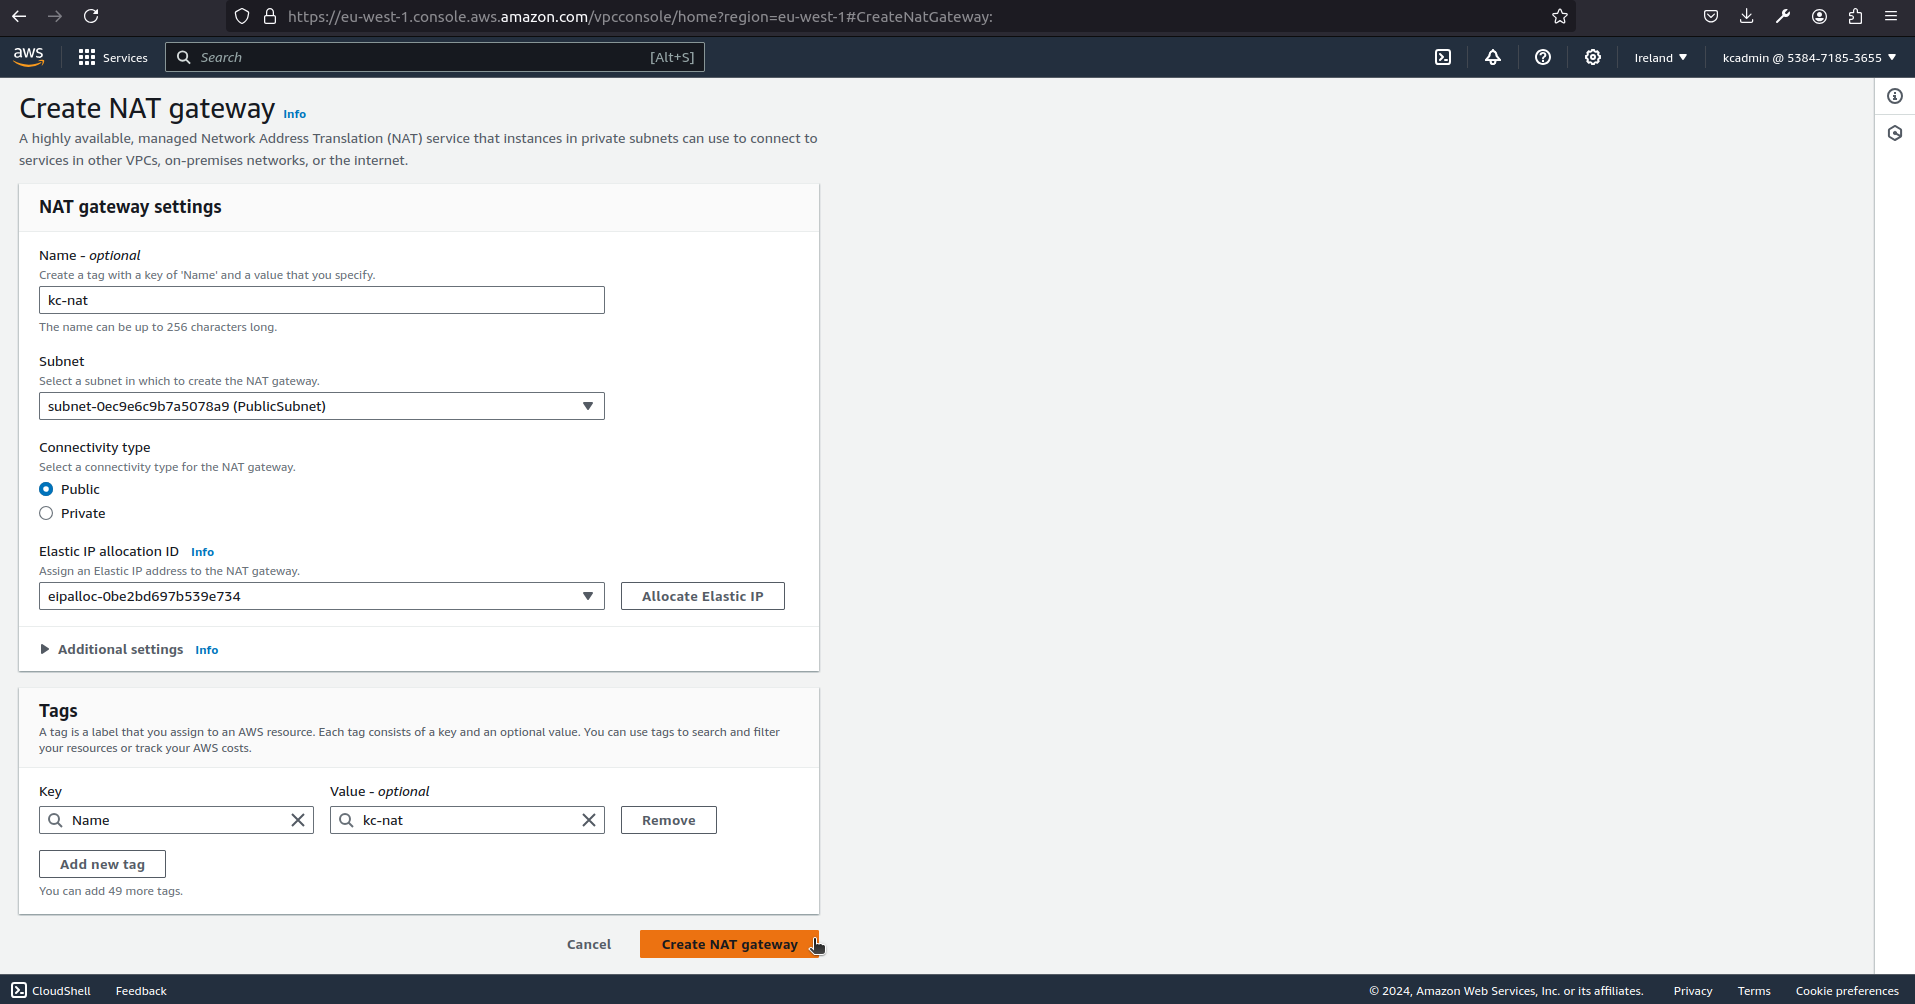 https://eu-west-1.console.aws.amazon.com/vpcconsole/home?region=eu-west-1#CreateNatGateway:
aws
Services
Search
[Alt+S]
Ireland
kcadmin @ 5384-7185-3655
Create NAT gateway Info
A highly available, managed Network Address Translation (NAT) service that instances in private subnets can use to connect to
services in other VPCs, on-premises networks, or the internet.
NAT gateway settings
Name - optional
Create a tag with a key of 'Name' and a value that you specify.
kc-nat
The name can be up to 256 characters long.
Subnet
Select a subnet in which to create the NAT gateway.
subnet-0ec9e6c9b7a5078a9 (PublicSubnet)
Connectivity type
Select a connectivity type for the NAT gateway.
Public
Private
Elastic IP allocation ID Info
Assign an Elastic IP address to the NAT gateway.
eipalloc-0be2bd697b539e734
Allocate Elastic IP
Additional settings Info
Tags
A tag is a label that you assign to an AWS resource. Each tag consists of a key and an optional value. You can use tags to search and filter
your resources or track your AWS costs.
Key
Value - optional
Name
kc-nat
Remove
Add new tag
You can add 49 more tags.
Cancel
Create NAT gateway
CloudShell
Feedback
© 2024, Amazon Web Services, Inc. or its affiliates.
Privacy
Terms
Cookie preferences